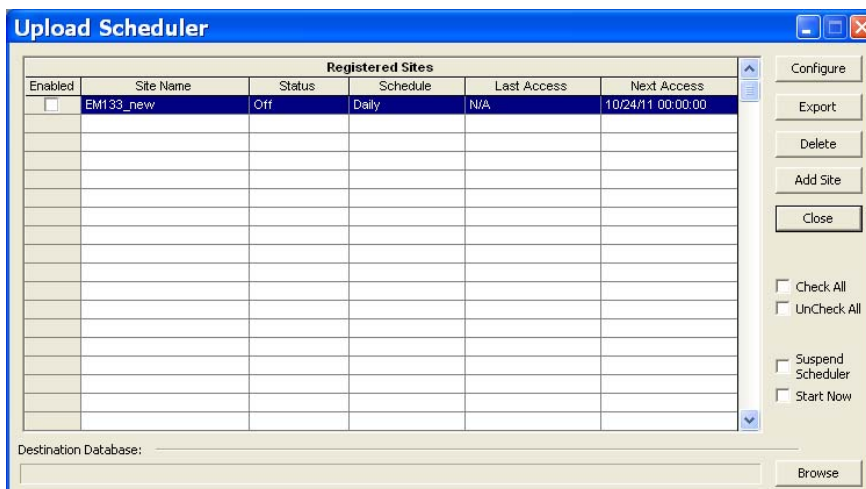 Upload Scheduler
Registered Sites
Enabled Site Name Status Schedule Last Access Next Access
EM133_new Off Daily N/A 10/24/11 00:00:00
Configure
Export
Delete
Add Site
Close
Check All
UnCheck All
Suspend
Scheduler
Start Now
Destination Database:
Browse